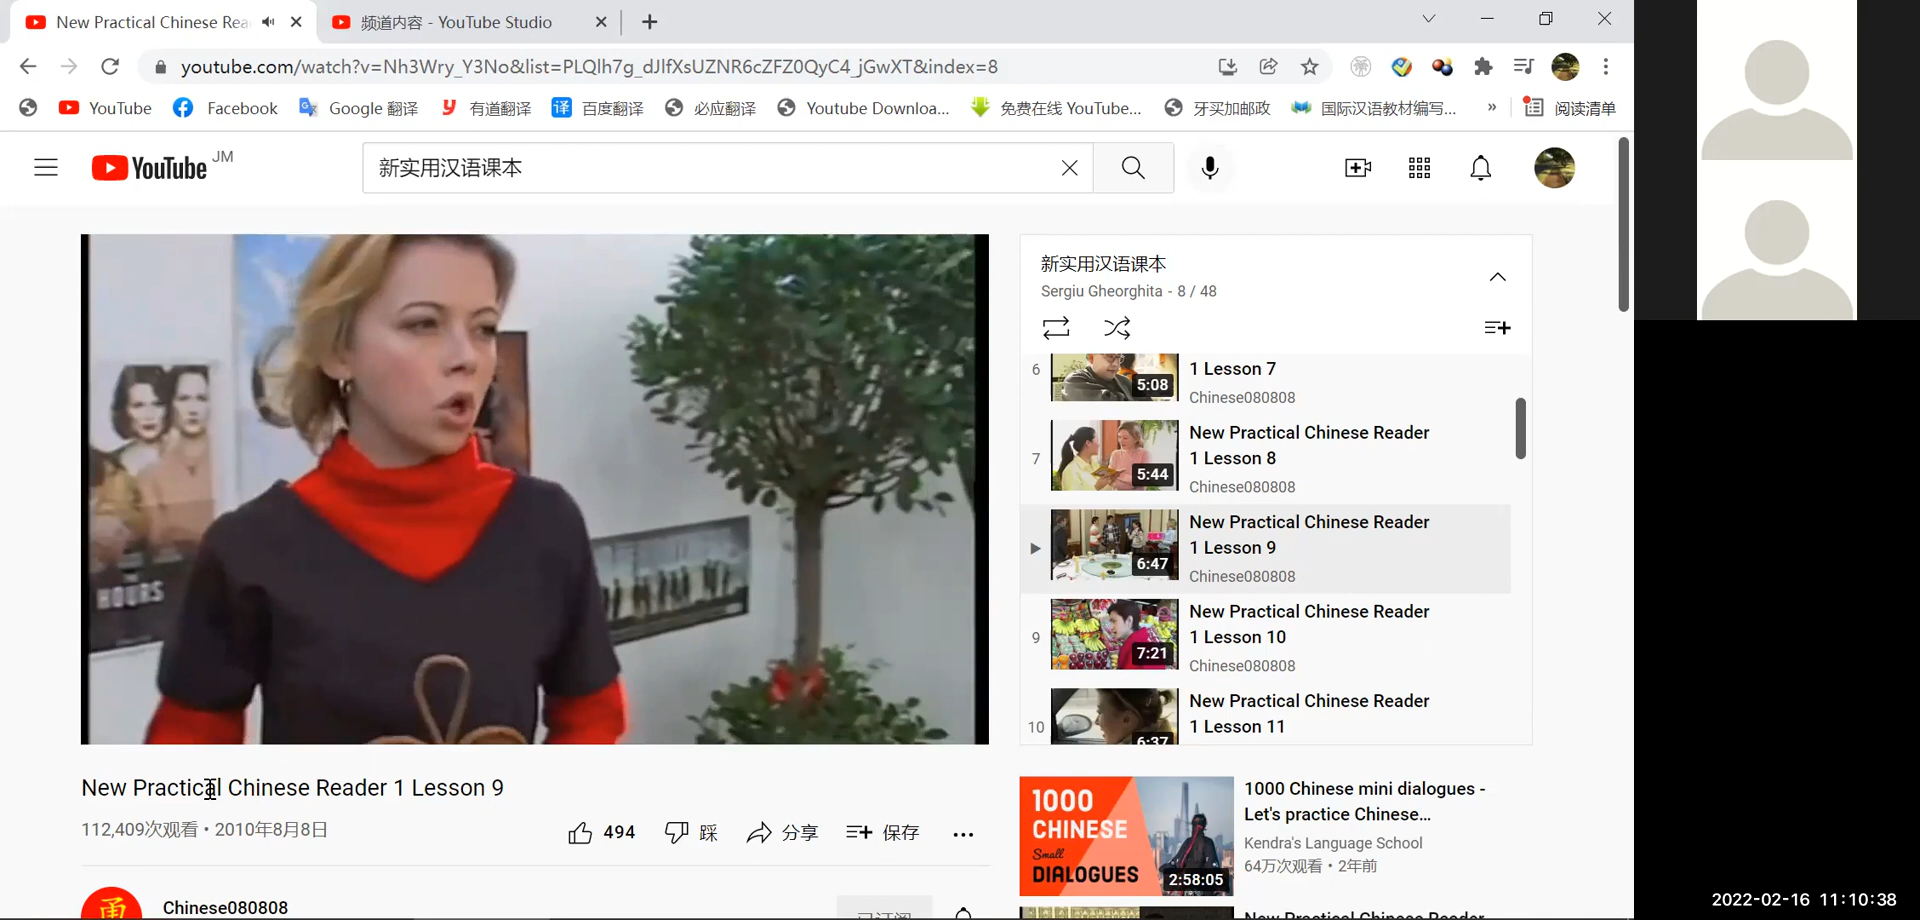 New Practical Chinese Rea
频道内容 - YouTube Studio
youtube.com/watch?v=Nh3Wry_Y3No&list=PLQlh7g_dJlfXsUZNR6cZFZ0QyC4_jGwXT&index=8
YouTube
Facebook
Google 翻译
有道翻译
百度翻译
必应翻译
Youtube Downloa...
免费在线 YouTube...
牙买加邮政
国际汉语教材编写...
»
阅读清单
YouTube JM
新实用汉语课本
HOURS
新实用汉语课本
Sergiu Gheorghita - 8 / 48
6
5:08
1 Lesson 7
Chinese080808
7
5:44
New Practical Chinese Reader
1 Lesson 8
Chinese080808
6:47
New Practical Chinese Reader
1 Lesson 9
Chinese080808
9
7:21
New Practical Chinese Reader
1 Lesson 10
Chinese080808
10
6:37
New Practical Chinese Reader
1 Lesson 11
New Practical Chinese Reader 1 Lesson 9
112,409次观看 • 2010年8月8日
494
踩
分享
保存
Chinese080808
已订阅
1000
CHINESE
Small
DIALOGUES
2:58:05
1000 Chinese mini dialogues -
Let's practice Chinese...
Kendra's Language School
64万次观看 • 2年前
New Practical Chinese Reader
2022-02-16 11:10:38